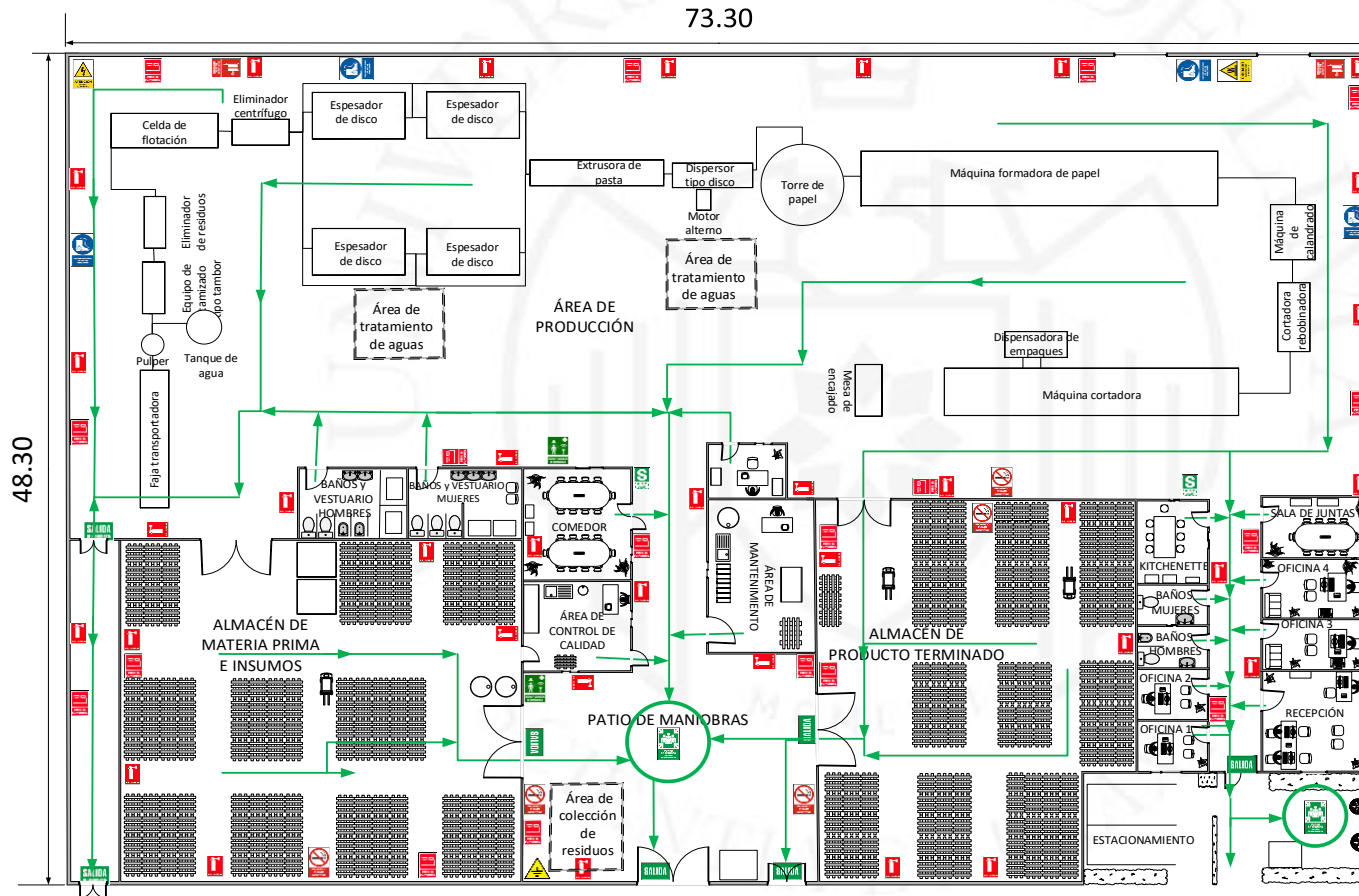 73.30
48.30
Eliminador
centrífugo
Celda de
flotación
Espesador
de disco
Espesador
de disco
Extrusora de
pasta
Dispersor
tipo disco
Motor
alterno
Torre de
papel
Máquina formadora de papel
Máquina
de
calandrado
Cortadora
rebobinadora
Eliminador
de residuos
Equipo de
tamizado
tipo tambor
Espesador
de disco
Espesador
de disco
Área de
tratamiento
de aguas
Área de
tratamiento
de aguas
ÁREA DE
PRODUCCIÓN
Pulper
Tanque de
agua
Faja transportadora
Dispensadora de
empaques
Mesa de
encajado
Máquina cortadora
BAÑOS y
VESTUARIO
HOMBRES
BAÑOS y VESTUARIO
MUJERES
COMEDOR
ÁREA DE
CONTROL DE
CALIDAD
ÁREA DE
MANTENIMIENTO
KITCHENETTE
SALA DE JUNTAS
OFICINA 4
BAÑOS
MUJERES
OFICINA 3
BAÑOS
HOMBRES
OFICINA 2
OFICINA 1
RECEPCIÓN
ALMACÉN DE
MATERIA PRIMA
E INSUMOS
ALMACÉN DE
PRODUCTO TERMINADO
PATIO DE MANIOBRAS
Área de
colección
de
residuos
ESTACIONAMIENTO
SALIDA
SALIDA
SALIDA
SALIDA
SALIDA
SALIDA
SALIDA
S
S